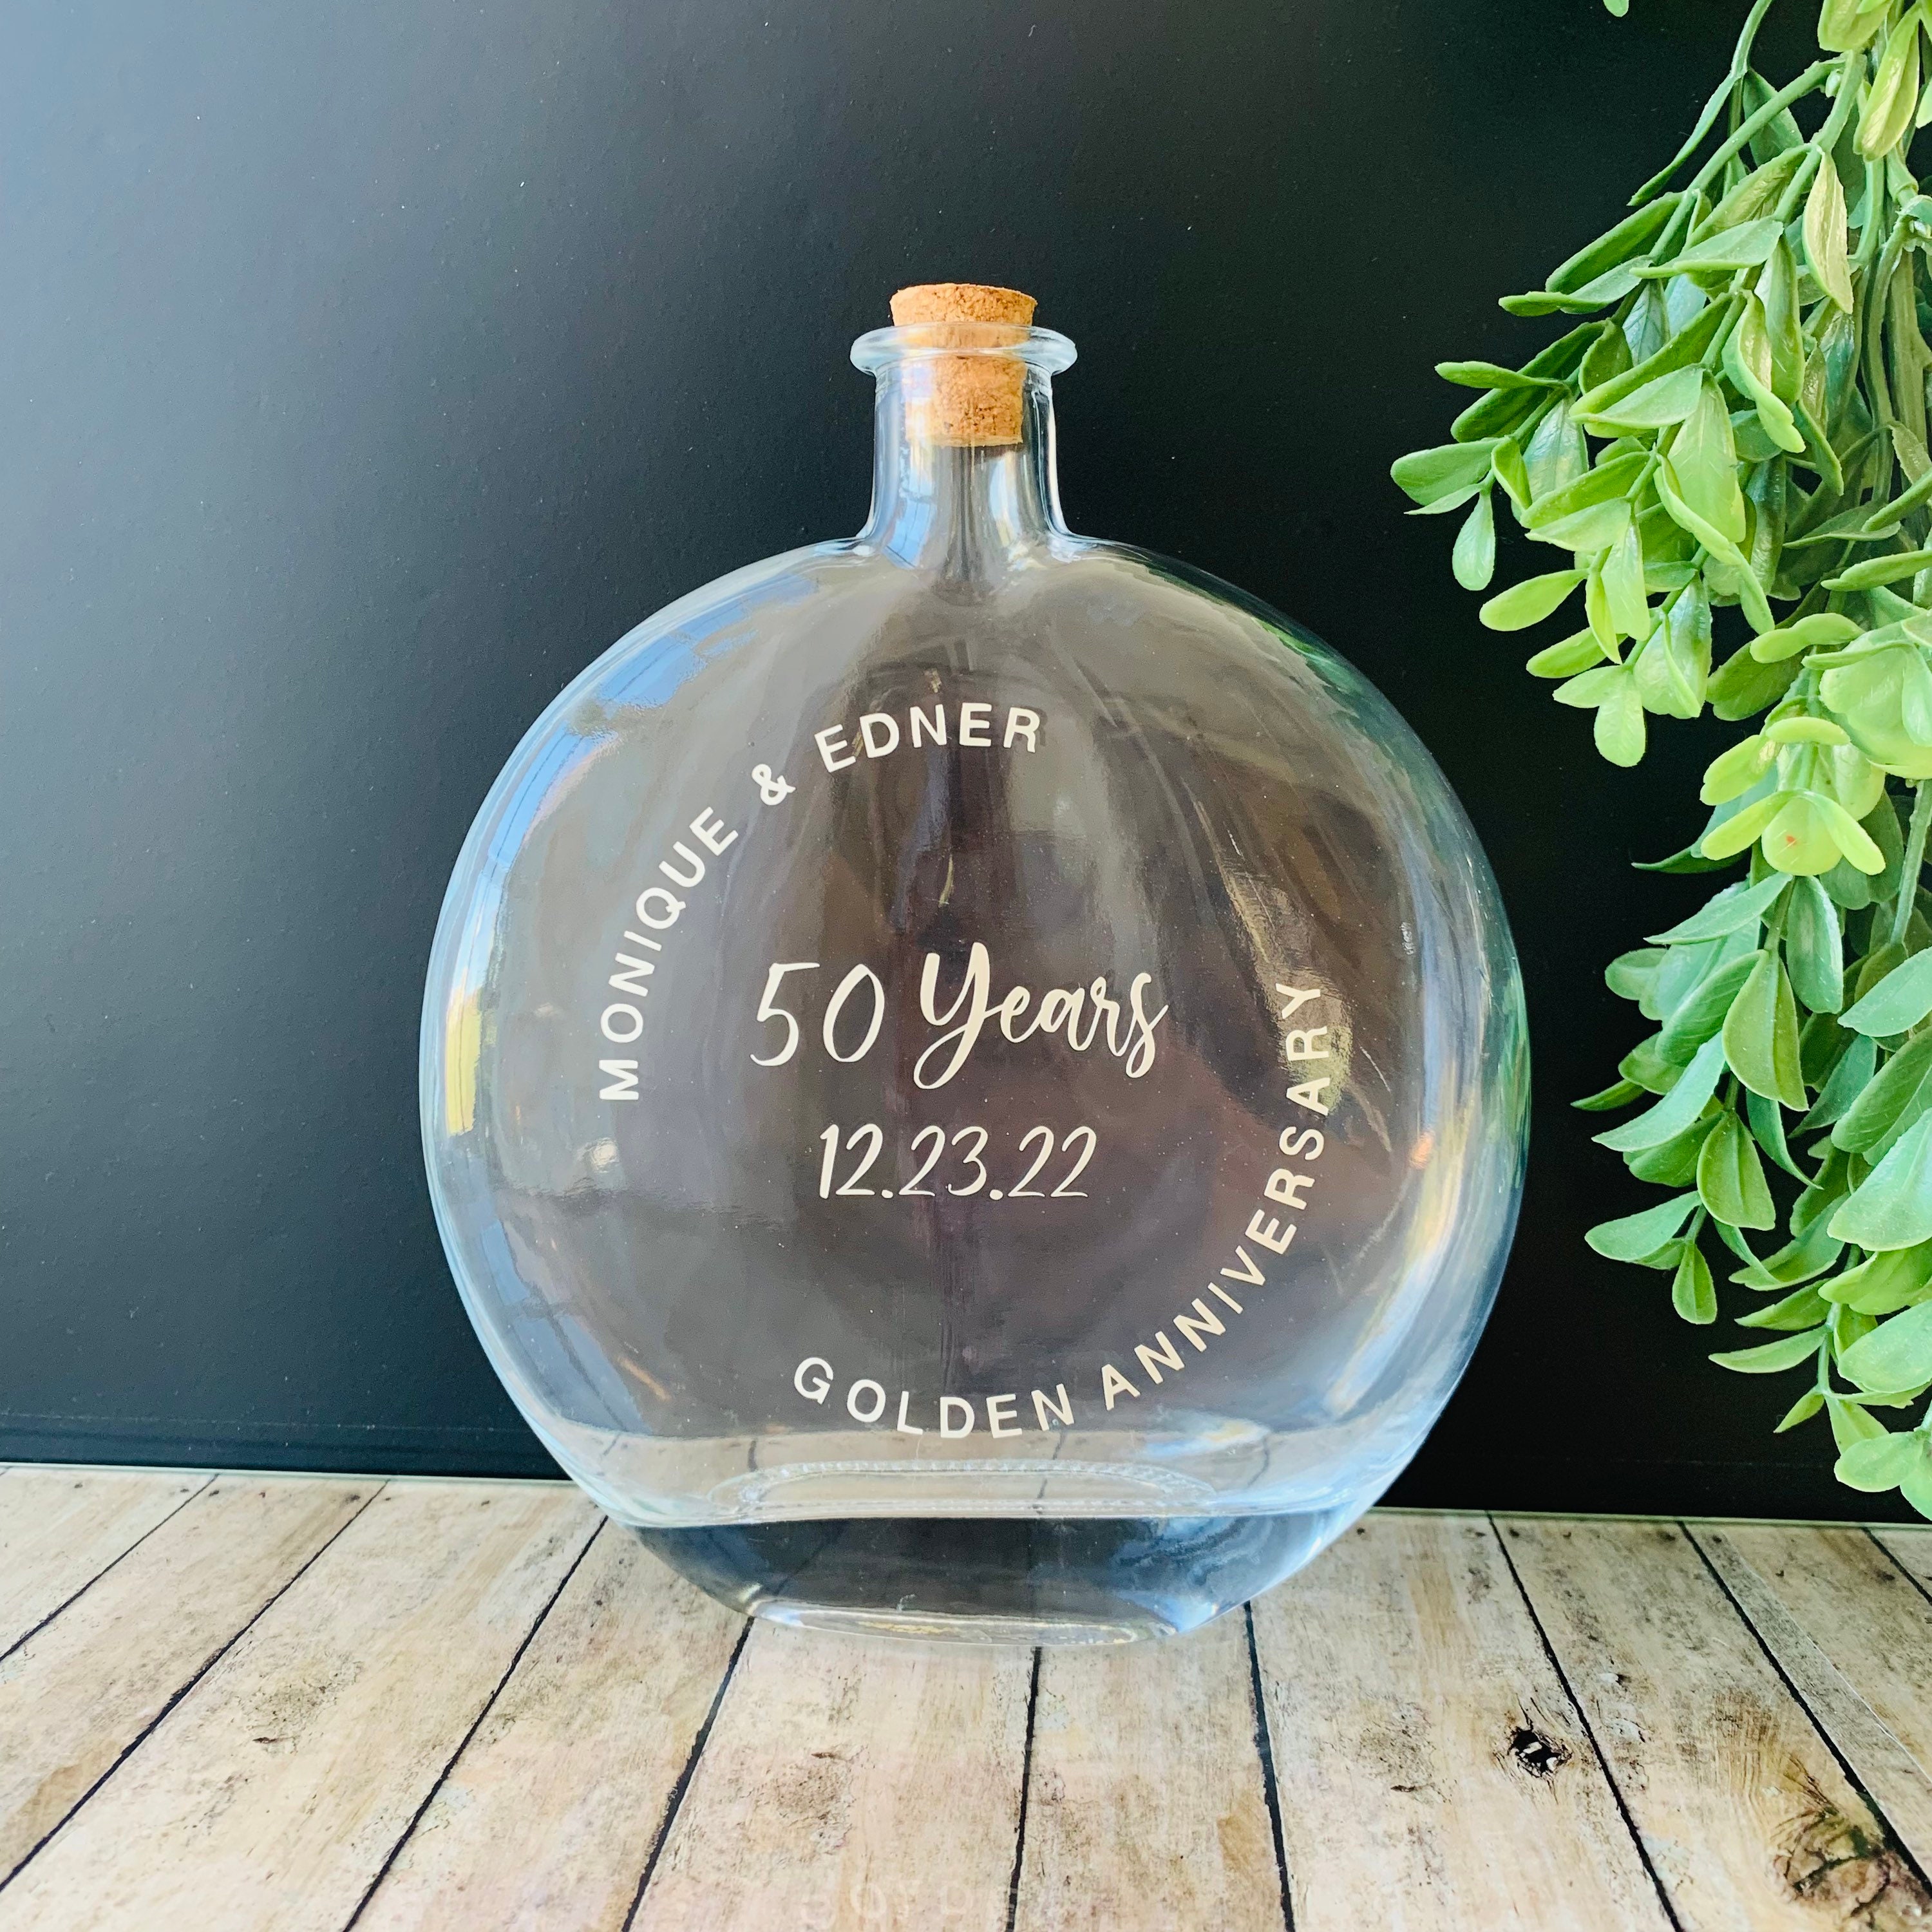 MONIQUE & EDNER
50 Years
12.23.22
GOLDEN ANNIVERSARY